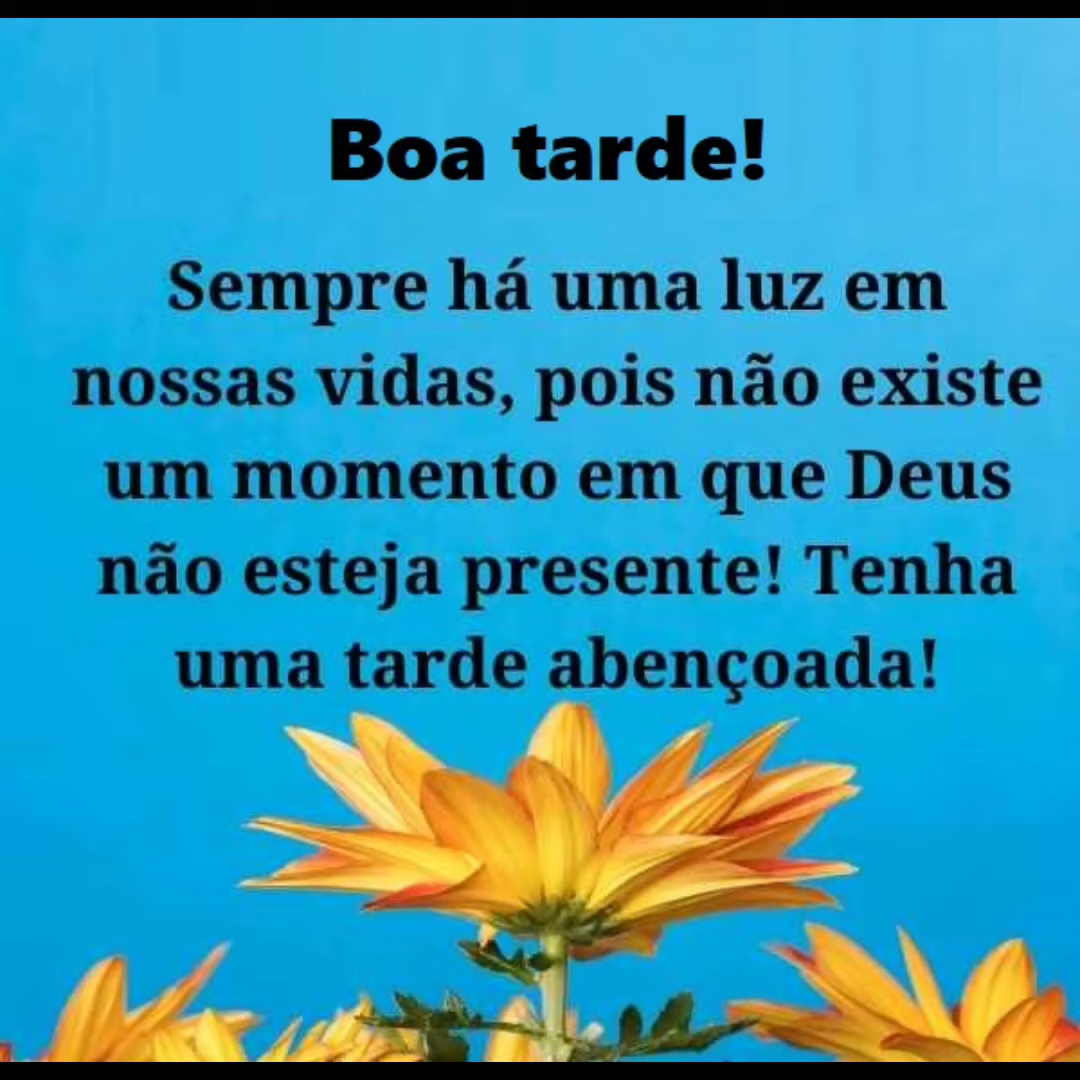 Boa tarde!
Sempre há uma luz em
nossas vidas, pois não existe
um momento em que Deus
não esteja presente! Tenha
uma tarde abençoada!